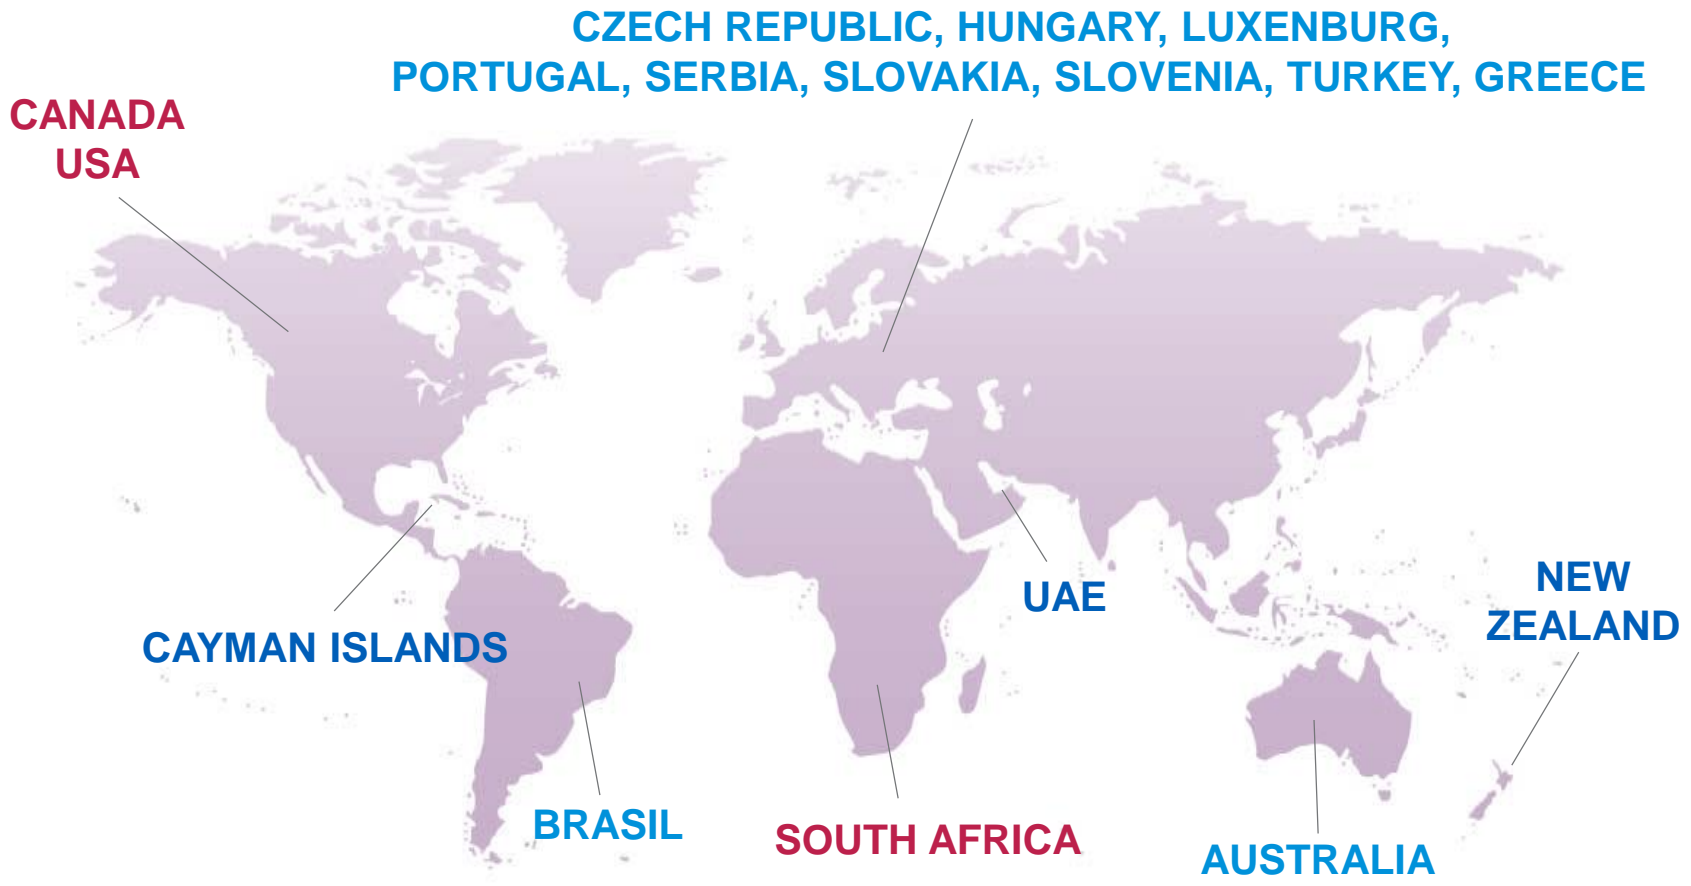 CZECH REPUBLIC, HUNGARY, LUXENBURG,
PORTUGAL, SERBIA, SLOVAKIA, SLOVENIA, TURKEY, GREECE
CANADA
USA
UAE
NEW
ZEALAND
CAYMAN ISLANDS
BRASIL
SOUTH AFRICA
AUSTRALIA